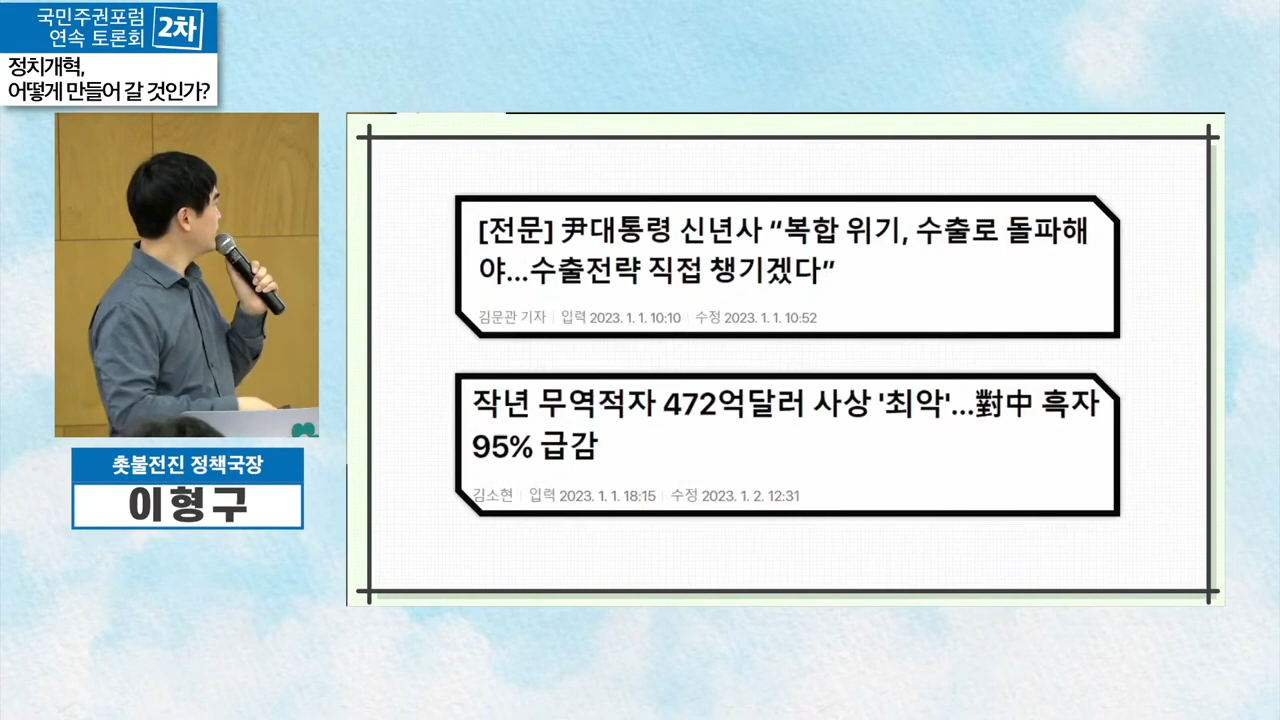 국민주권포럼
연속 토론회
2차
정치개혁,
어떻게 만들어 갈 것인가?
[전문] 尹대통령 신년사 “복합 위기, 수출로 돌파해
야...수출전략 직접 챙기겠다”
김문관 기자 | 입력 2023. 1. 1. 10:10 | 수정 2023. 1. 1. 10:52
작년 무역적자 472억달러 사상 '최악'...對中 흑자
95% 급감
김소현 | 입력 2023. 1. 1. 18:15 | 수정 2023. 1. 2. 12:31
촛불전진 정책국장
이형구